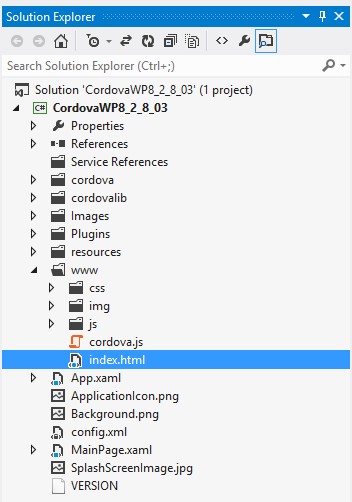 Solution Explorer
Search Solution Explorer (Ctrl+;)
Solution 'CordovaWP8_2_8_03' (1 project)
C# CordovaWP8_2_8_03
Properties
References
Service References
cordova
cordovalib
Images
Plugins
resources
www
css
img
js
cordova.js
index.html
App.xaml
ApplicationIcon.png
Background.png
config.xml
MainPage.xaml
SplashScreenImage.jpg
VERSION